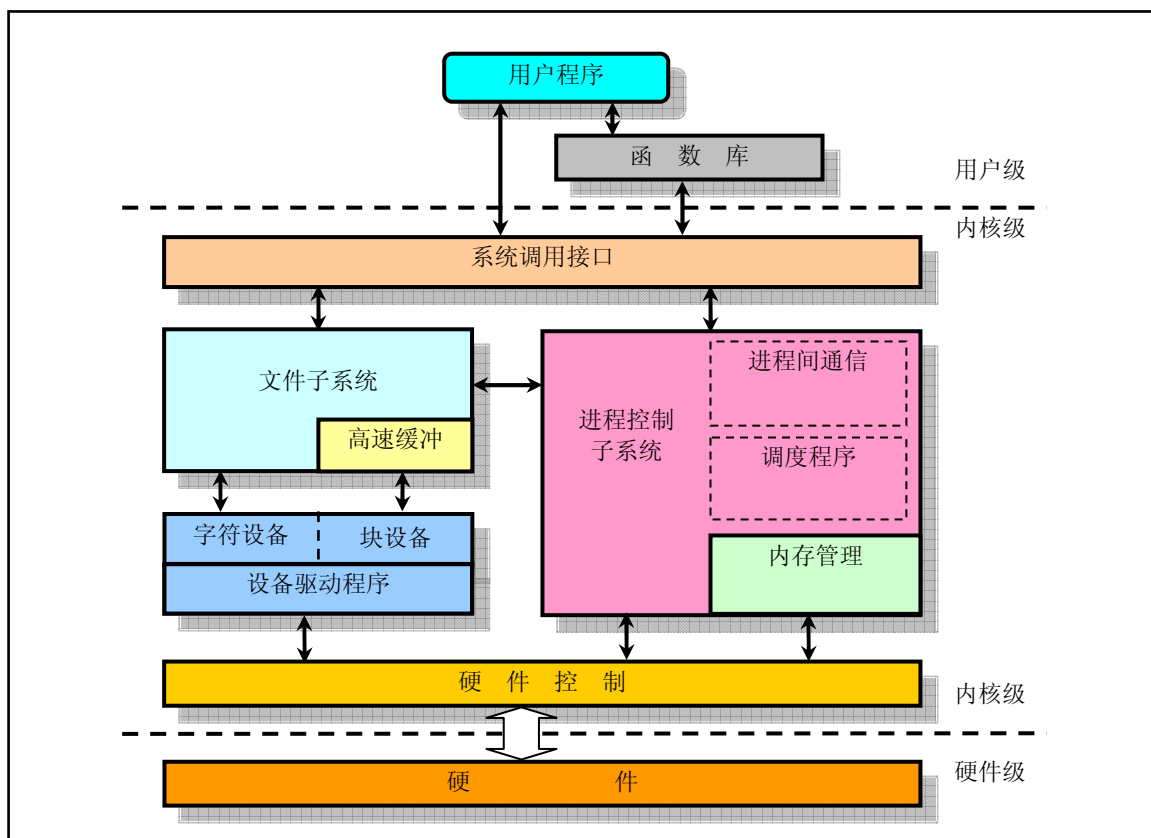 用户程序
函 数 库
用户级
内核级
系统调用接口
文件子系统
高速缓冲
进程控制
子系统
进程间通信
调度程序
内存管理
字符设备
块设备
设备驱动程序
硬 件 控 制
内核级
硬 件
硬件级